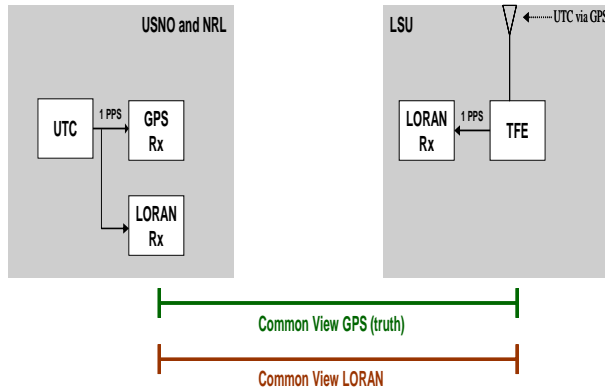 USNO and NRL
UTC
1 PPS
GPS
Rx
LORAN
Rx
LSU
UTC via GPS
LORAN
Rx
1 PPS
TFE
Common View GPS (truth)
Common View LORAN